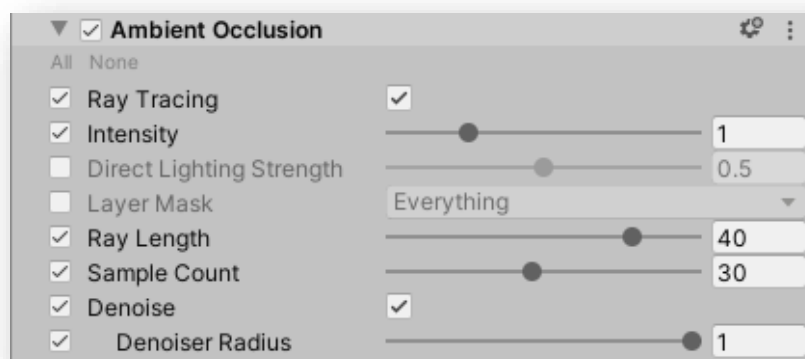 Ambient Occlusion
All None
Ray Tracing
Intensity 1
Direct Lighting Strength 0.5
Layer Mask Everything
Ray Length 40
Sample Count 30
Denoise
Denoiser Radius 1